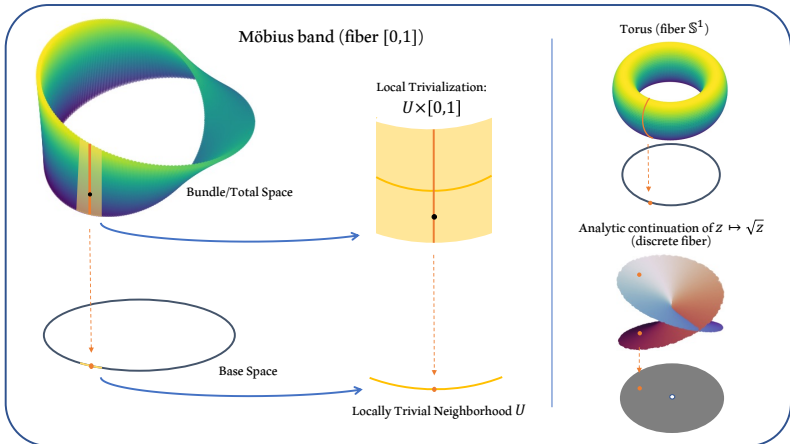 Möbius band (fiber [0,1])
Local Trivialization:
U×[0,1]
Bundle/Total Space
Base Space
Locally Trivial Neighborhood U
Torus (fiber 𝕊¹)
Analytic continuation of z ↦ √z
(discrete fiber)